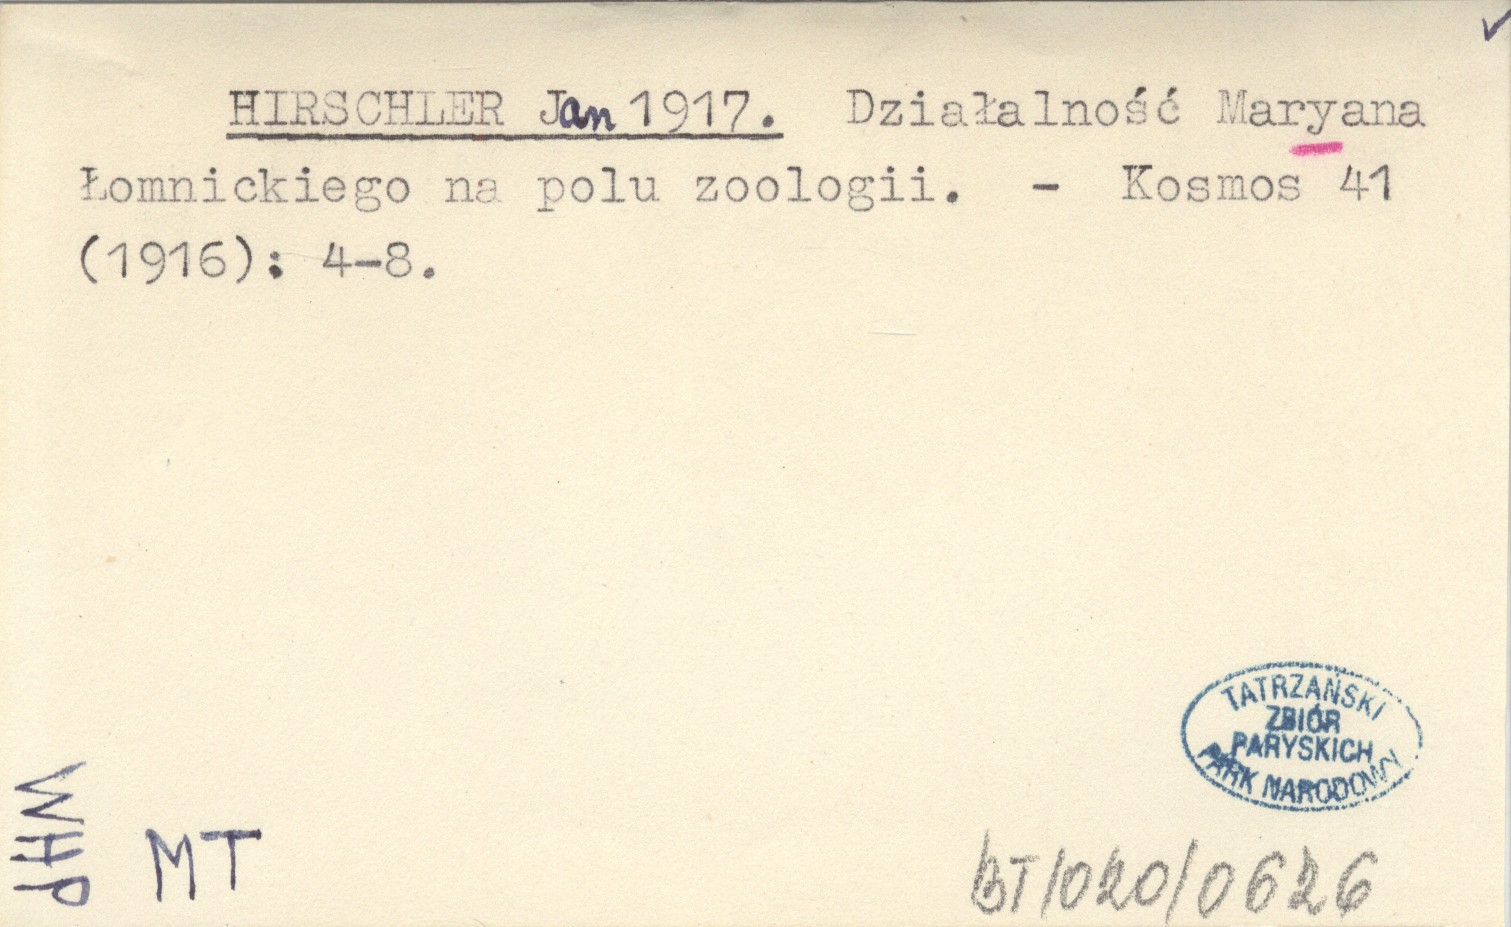 HIRSCHLER Jan 1917. Działalność Maryana
Łomnickiego na polu zoologii. - Kosmos 41
(1916): 4-8.
TATRZAŃSKI
ZBIÓR
PARYSKICH
PARK NARODOWY
WHP
MT
BT/020/0626